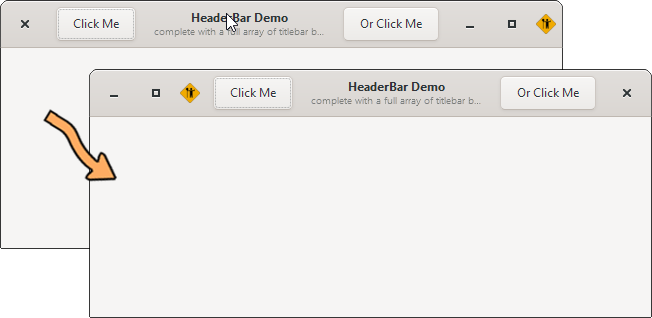 Click Me
HeaderBar Demo
complete with a full array of titlebar b...
Or Click Me
Click Me
HeaderBar Demo
complete with a full array of titlebar b...
Or Click Me